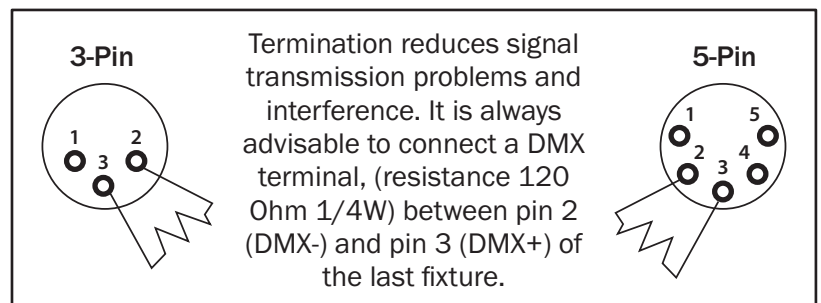 3-Pin
1 2
3
Termination reduces signal
transmission problems and
interference. It is always
advisable to connect a DMX
terminal, (resistance 120
Ohm 1/4W) between pin 2
(DMX-) and pin 3 (DMX+) of
the last fixture.
5-Pin
1 5
2 4
3